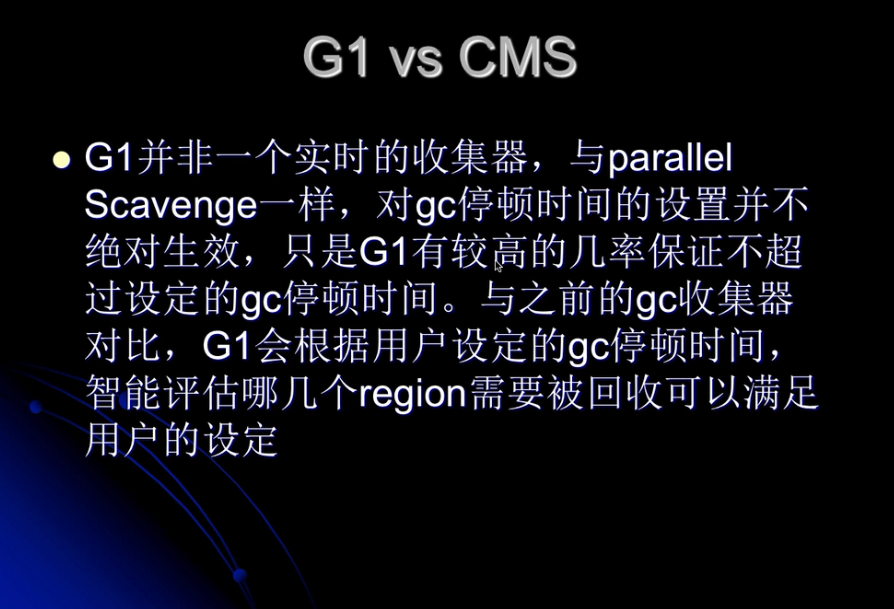 G1 vs CMS
G1并非一个实时的收集器，与parallel
Scavenge一样，对gc停顿时间的设置并不
绝对生效，只是G1有较高的几率保证不超
过设定的gc停顿时间。与之前的gc收集器
对比，G1会根据用户设定的gc停顿时间，
智能评估哪几个region需要被回收可以满足
用户的设定